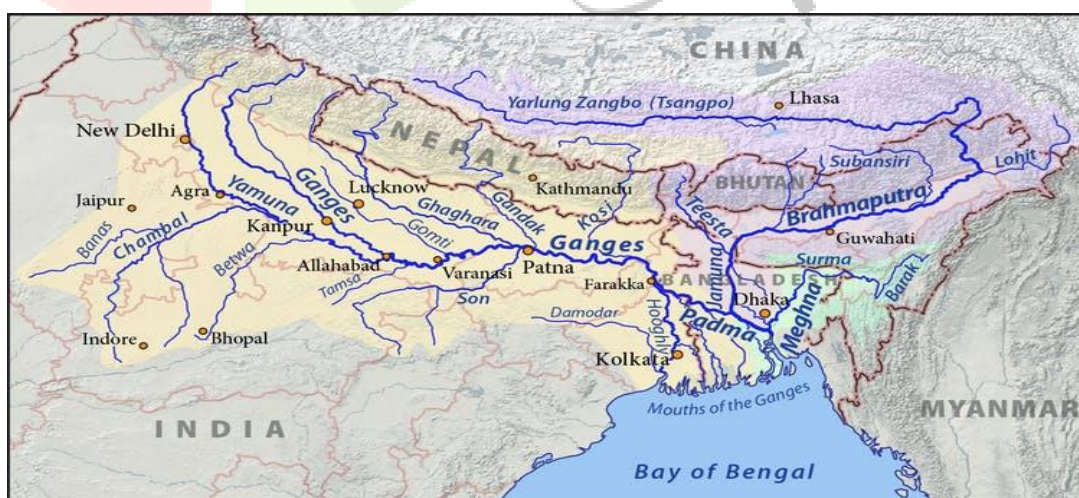 CHINA
Yarlung Zangbo (Tsangpo)
Lhasa
New Delhi
NEPAL
Subansiri
Lohit
Agra
Yamuna
Ganges
Lucknow
Kathmandu
BHUTAN
Jaipur
Ghaghara
Gandak
Kosi
Teesta
Brahmaputra
Banas
Champal
Kanpur
Gomti
Ganges
Guwahati
Betwa
Allahabad
Varanasi
Patna
Surma
Tamsa
Farakka
BANGLADESH
Jamuna
Barak
Son
Dhaka
Meghna
Indore
Bhopal
Damodar
Hooghly
Padma
Kolkata
Mouths of the Ganges
INDIA
MYANMAR
Bay of Bengal